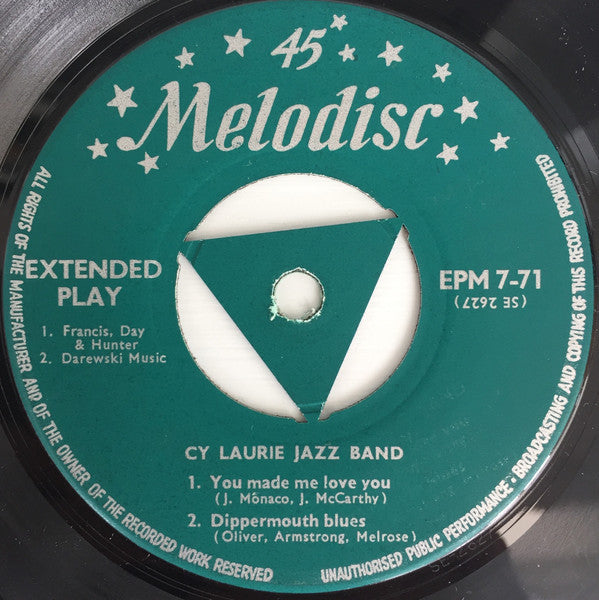 45
Melodisc
EXTENDED
PLAY
1. Francis, Day
& Hunter
2. Darewski Music
EPM 7-71
(SE 2627)
CY LAURIE JAZZ BAND
1. You made me love you
(J. Mónaco, J. McCarthy)
2. Dippermouth blues
(Oliver, Armstrong, Melrose)
ALL RIGHTS OF THE MANUFACTURER AND OF THE OWNER OF THE RECORDED WORK RESERVED
UNAUTHORISED PUBLIC PERFORMANCE · BROADCASTING AND COPYING OF THIS RECORD PROHIBITED